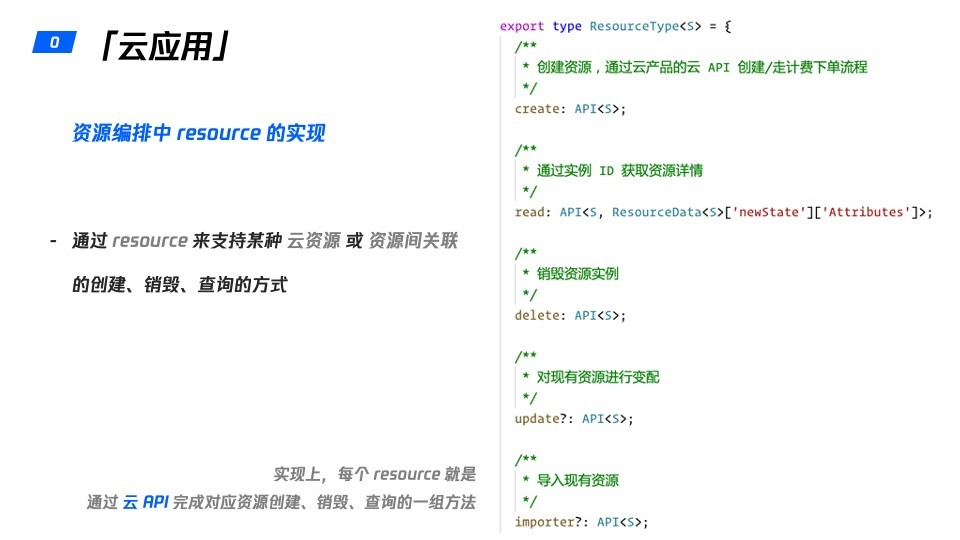 0
「云应用」
资源编排中 resource 的实现
- 通过 resource 来支持某种 云资源 或 资源间关联
的创建、销毁、查询的方式
实现上，每个 resource 就是
通过 云 API 完成对应资源创建、销毁、查询的一组方法
export type ResourceType<S> = {
/**
* 创建资源，通过云产品的云 API 创建/走计费下单流程
*/
create: API<S>;
/**
* 通过实例 ID 获取资源详情
*/
read: API<S, ResourceData<S>['newState']['Attributes']>;
/**
* 销毁资源实例
*/
delete: API<S>;
/**
* 对现有资源进行变配
*/
update?: API<S>;
/**
* 导入现有资源
*/
importer?: API<S>;